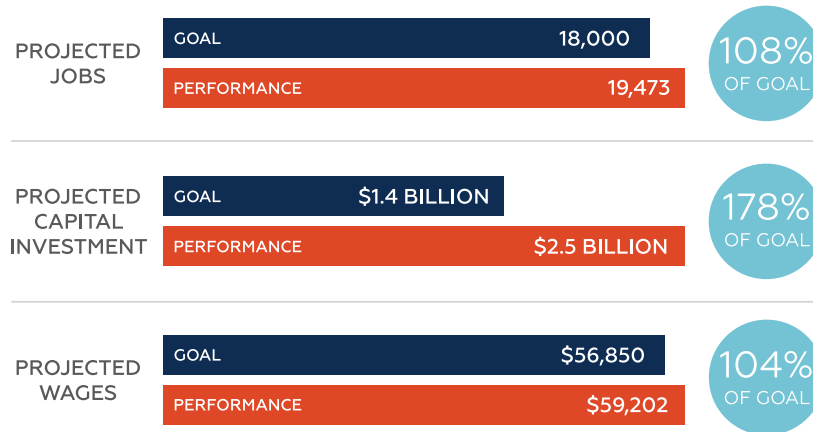 PROJECTED
JOBS
GOAL
18,000
PERFORMANCE
19,473
108%
OF GOAL
PROJECTED
CAPITAL
INVESTMENT
GOAL
$1.4 BILLION
PERFORMANCE
$2.5 BILLION
178%
OF GOAL
PROJECTED
WAGES
GOAL
$56,850
PERFORMANCE
$59,202
104%
OF GOAL